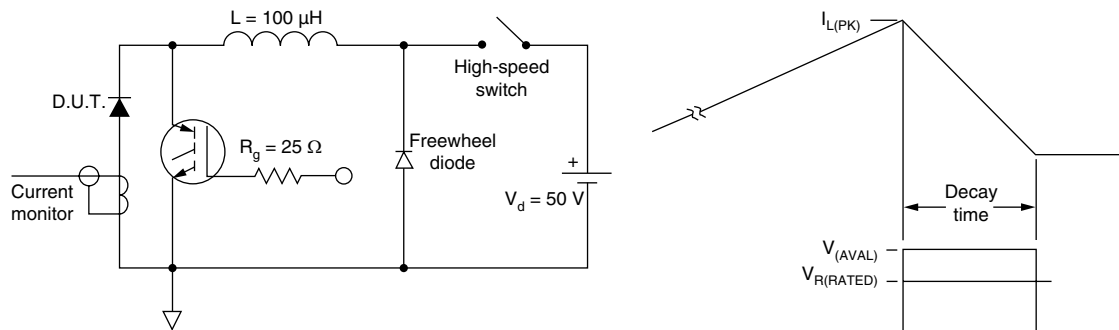 L = 100 µH
D.U.T.
High-speed
switch
R_g = 25 Ω
Freewheel
diode
+
V_d = 50 V
Current
monitor
I_L(PK)
Decay
time
V_(AVAL)
V_R(RATED)